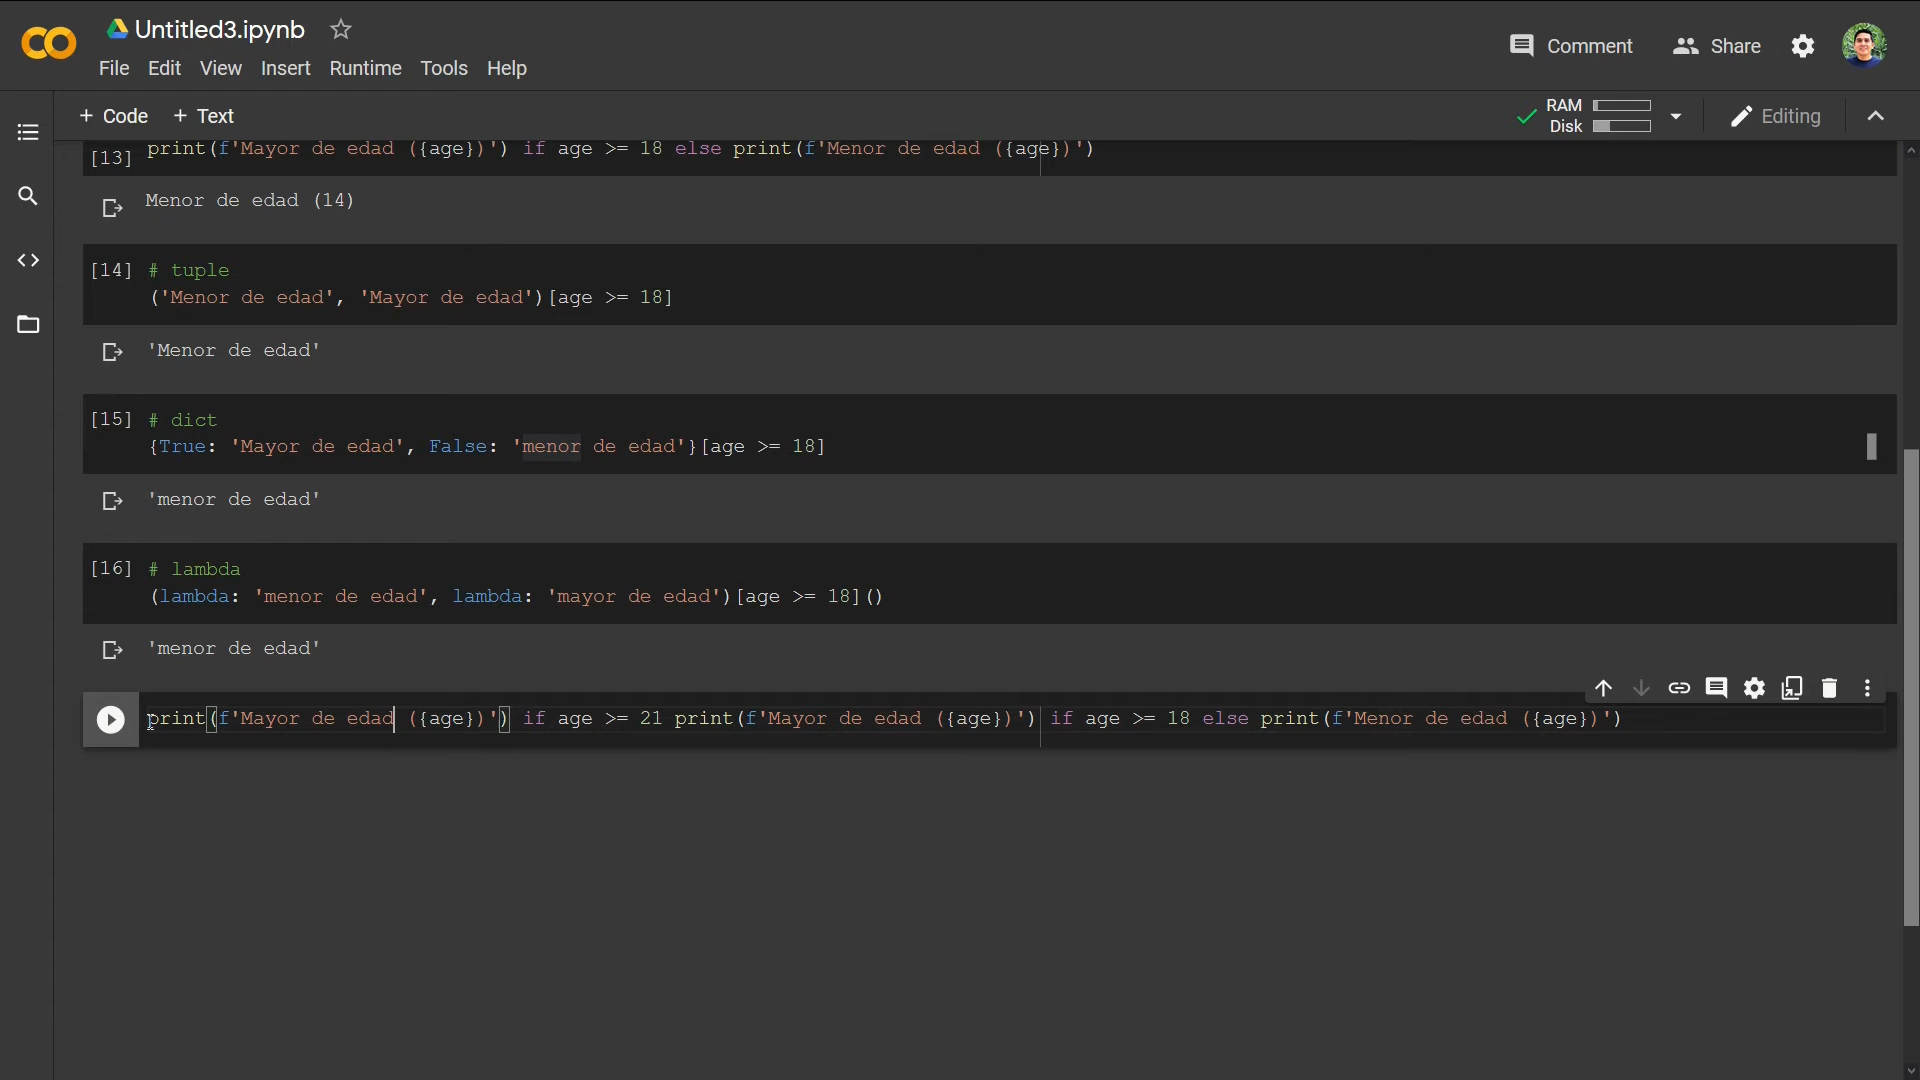 Untitled3.ipynb
Comment
Share
File Edit View Insert Runtime Tools Help
+ Code + Text
RAM
Disk
Editing
[13] print(f'Mayor de edad ({age})') if age >= 18 else print(f'Menor de edad ({age})')
Menor de edad (14)
[14] # tuple
('Menor de edad', 'Mayor de edad')[age >= 18]
'Menor de edad'
[15] # dict
{True: 'Mayor de edad', False: 'menor de edad'}[age >= 18]
'menor de edad'
[16] # lambda
(lambda: 'menor de edad', lambda: 'mayor de edad')[age >= 18]()
'menor de edad'
print(f'Mayor de edad ({age})') if age >= 21 print(f'Mayor de edad ({age})') if age >= 18 else print(f'Menor de edad ({age})')